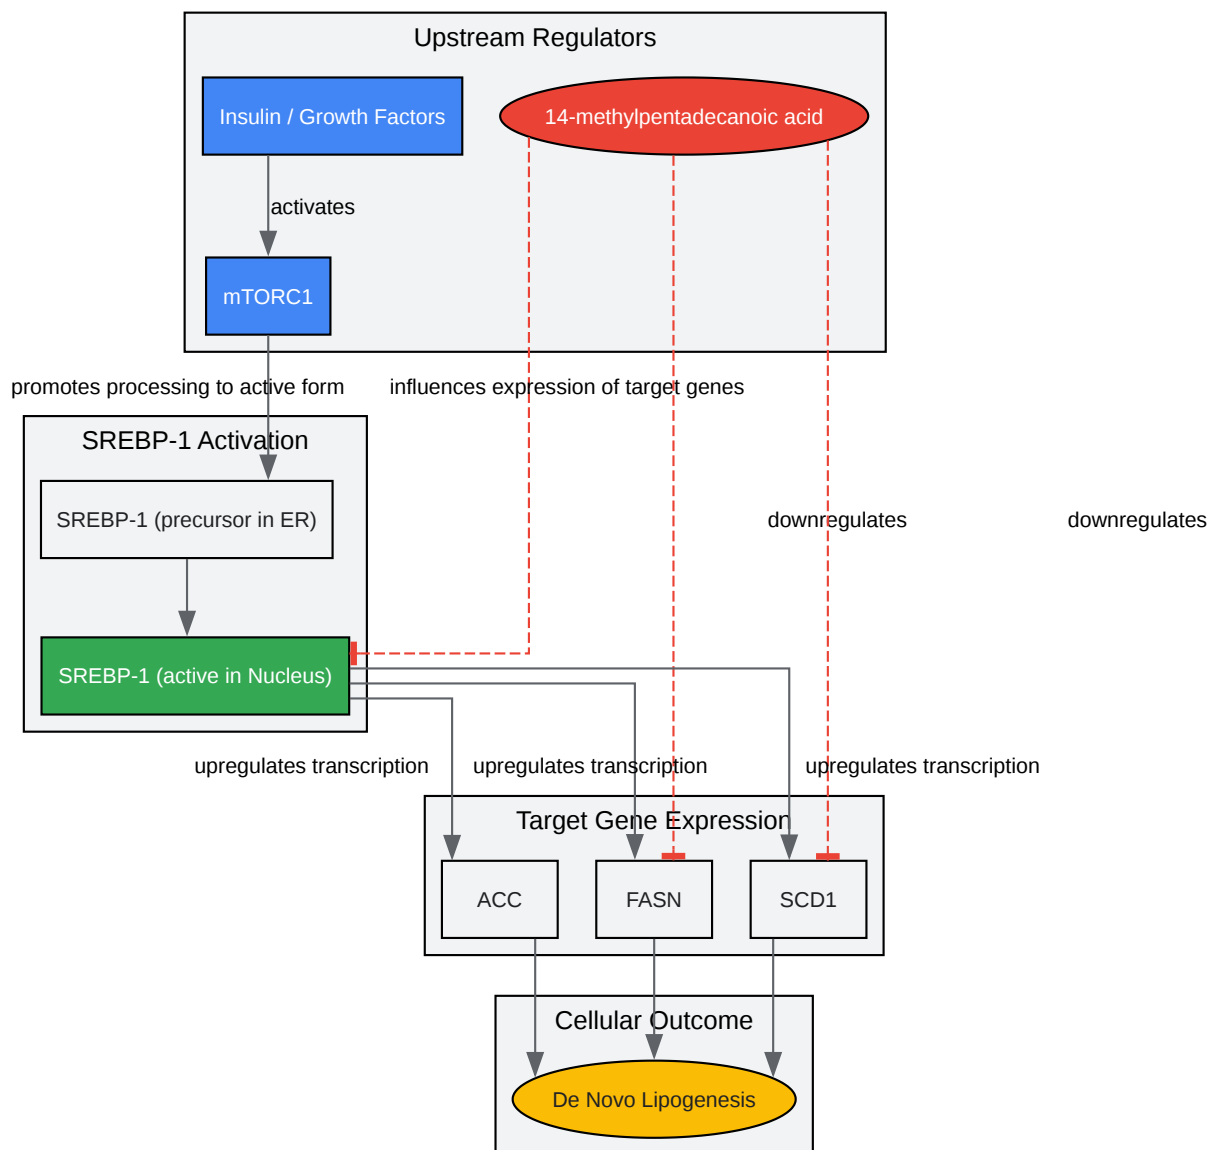 Upstream Regulators
Insulin / Growth Factors
14-methylpentadecanoic acid
activates
mTORC1
promotes processing to active form
influences expression of target genes
SREBP-1 Activation
SREBP-1 (precursor in ER)
downregulates
downregulates
SREBP-1 (active in Nucleus)
upregulates transcription
upregulates transcription
upregulates transcription
Target Gene Expression
ACC
FASN
SCD1
Cellular Outcome
De Novo Lipogenesis